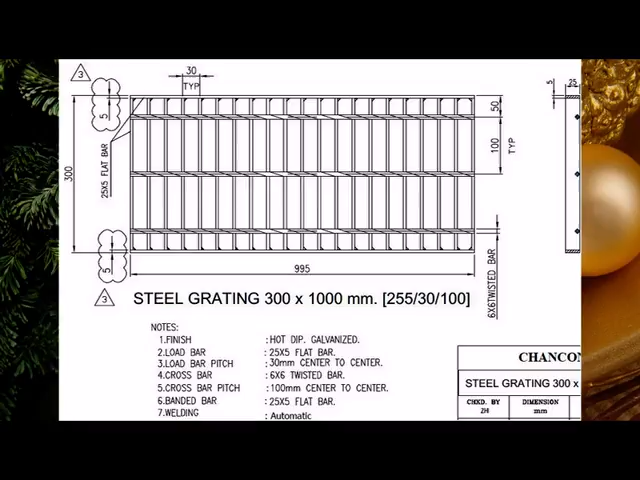 3
30
TYP
5
25
5
50
100
TYP
300
25X5 FLAT BAR
5
995
6X6TWISTED BAR
3
STEEL GRATING 300 x 1000 mm. [255/30/100]
NOTES:
1.FINISH : HOT DIP. GALVANIZED.
2.LOAD BAR : 25X5 FLAT BAR.
3.LOAD BAR PITCH : 30mm CENTER TO CENTER.
4.CROSS BAR : 6X6 TWISTED BAR.
5.CROSS BAR PITCH : 100mm CENTER TO CENTER.
6.BANDED BAR : 25X5 FLAT BAR.
7.WELDING : Automatic
CHANCON
STEEL GRATING 300 x
CHKD. BY DIMENSION
ZH mm